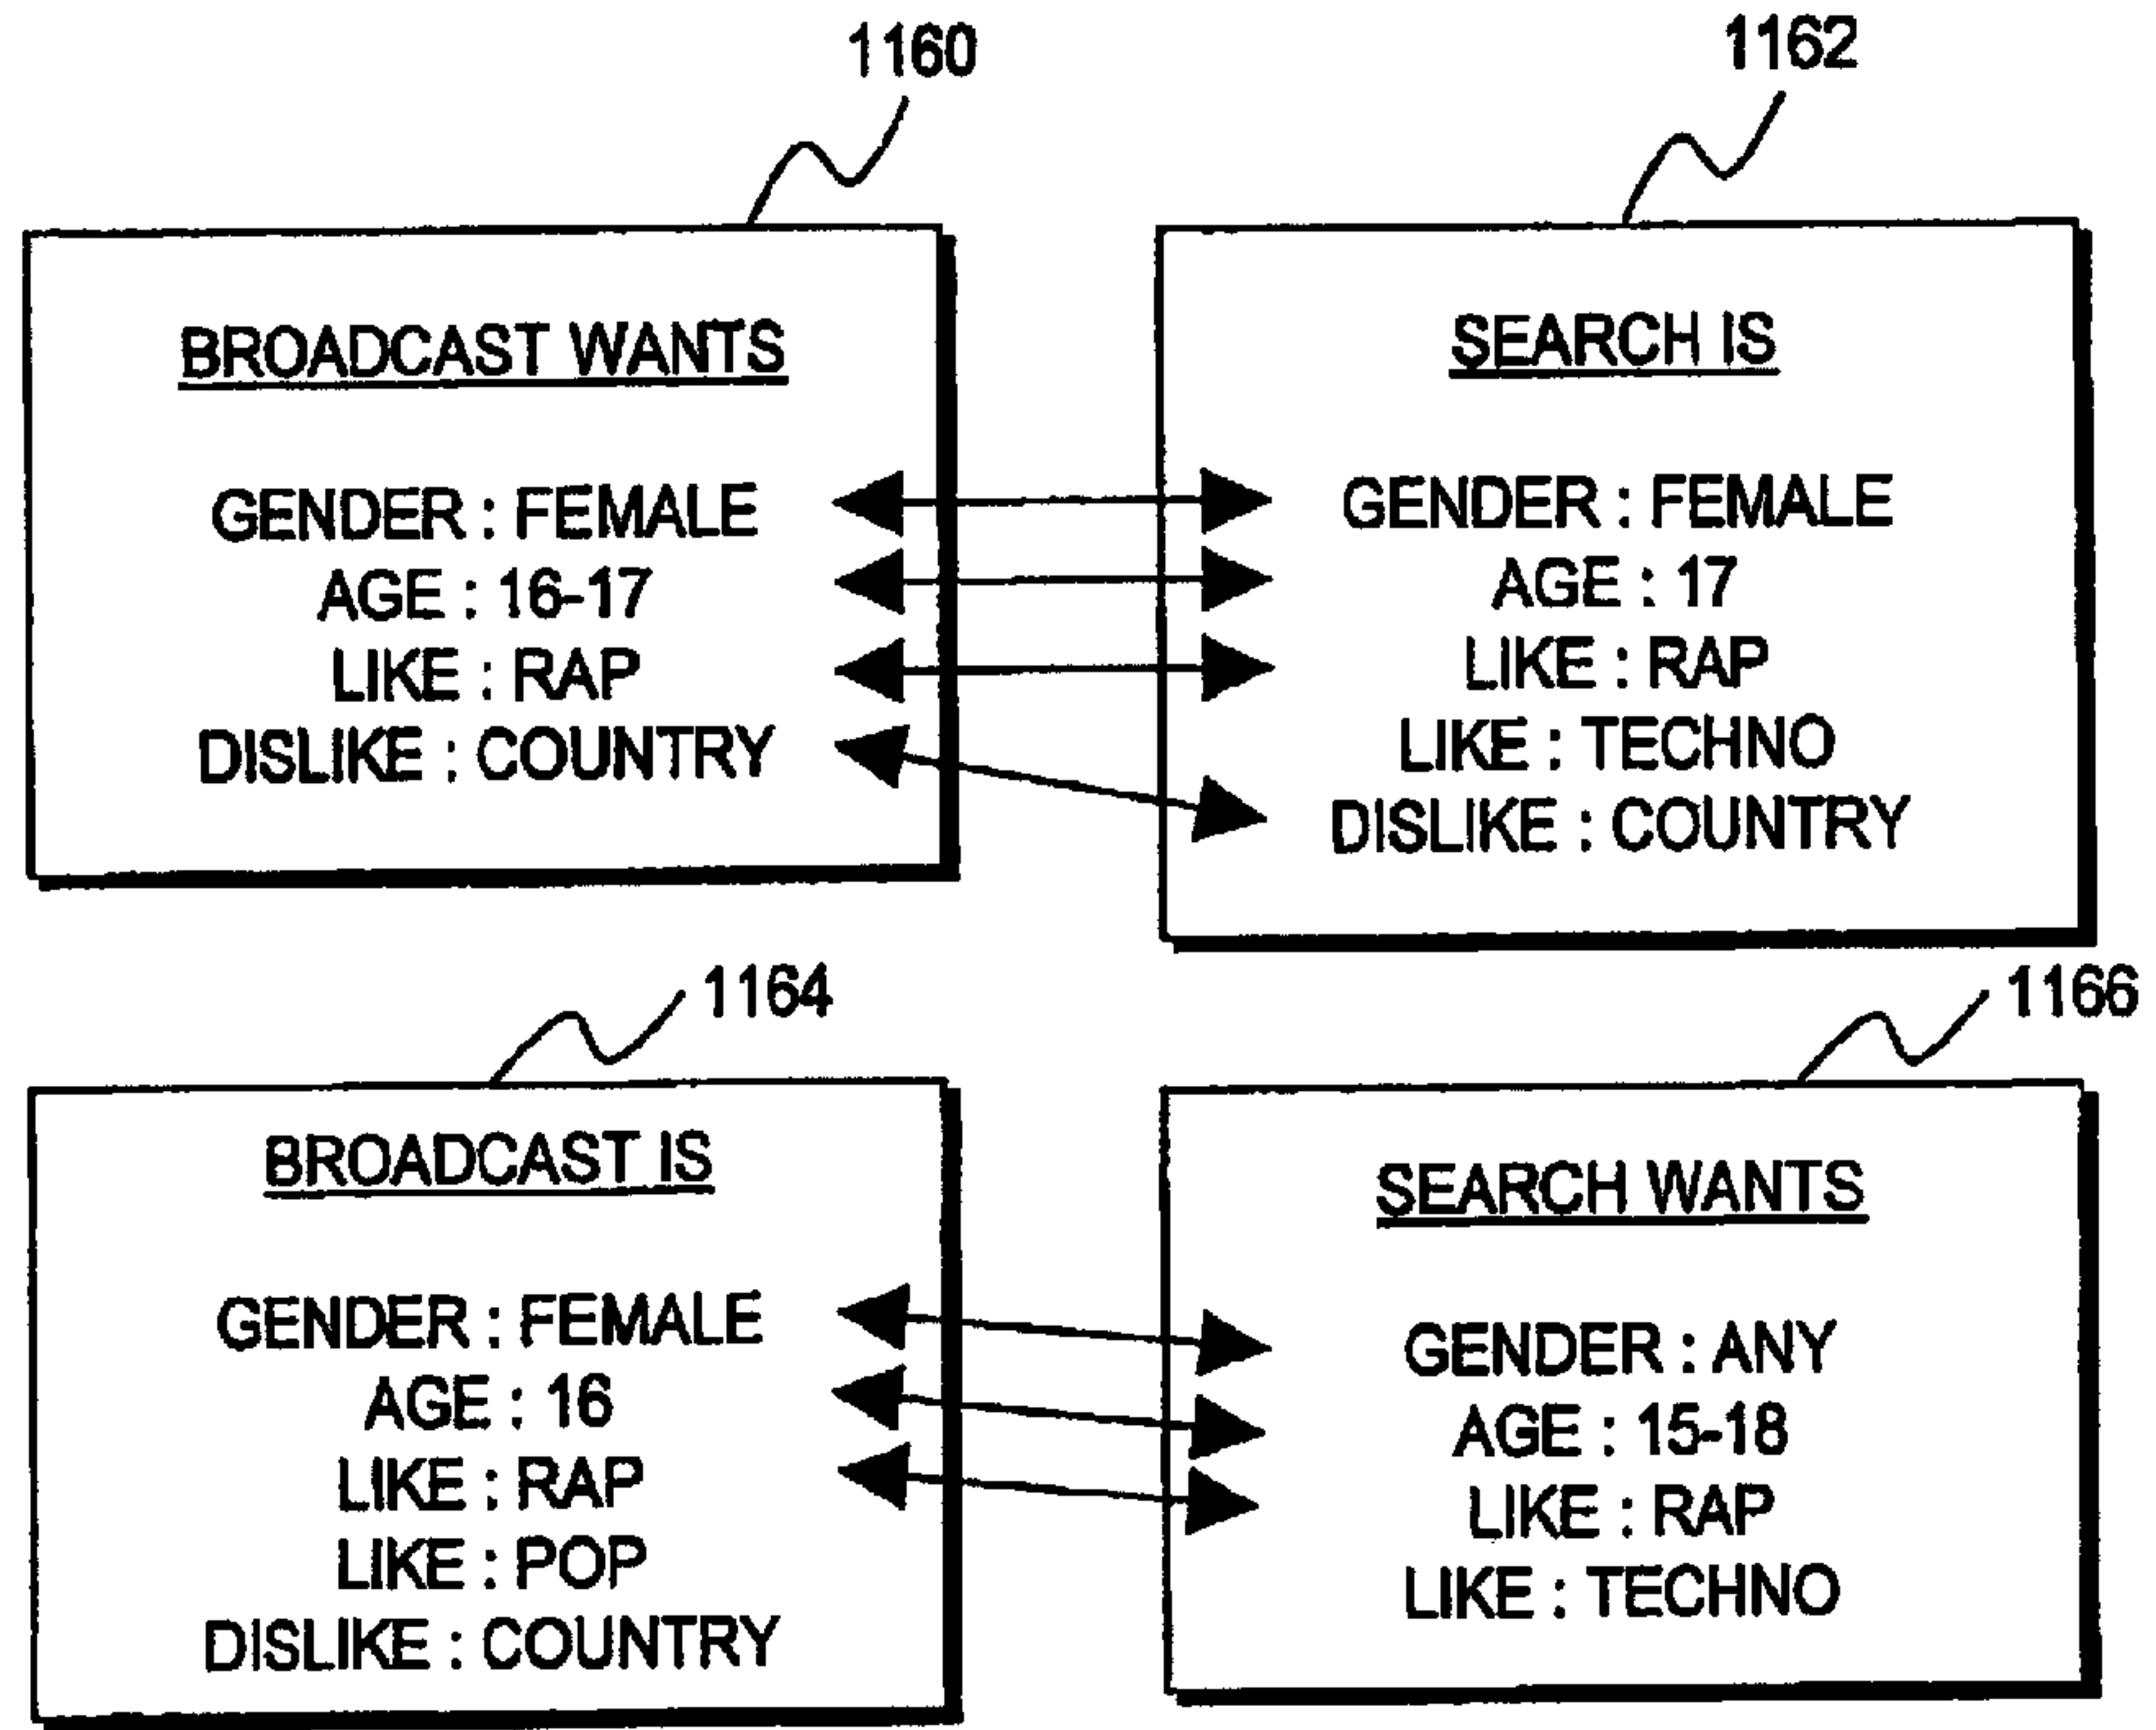 1160
1162
BROADCAST WANTS
GENDER : FEMALE
AGE : 16-17
LIKE : RAP
DISLIKE : COUNTRY
SEARCH IS
GENDER : FEMALE
AGE : 17
LIKE : RAP
LIKE : TECHNO
DISLIKE : COUNTRY
1164
1166
BROADCAST IS
GENDER : FEMALE
AGE : 16
LIKE : RAP
LIKE : POP
DISLIKE : COUNTRY
SEARCH WANTS
GENDER : ANY
AGE : 15-18
LIKE : RAP
LIKE : TECHNO